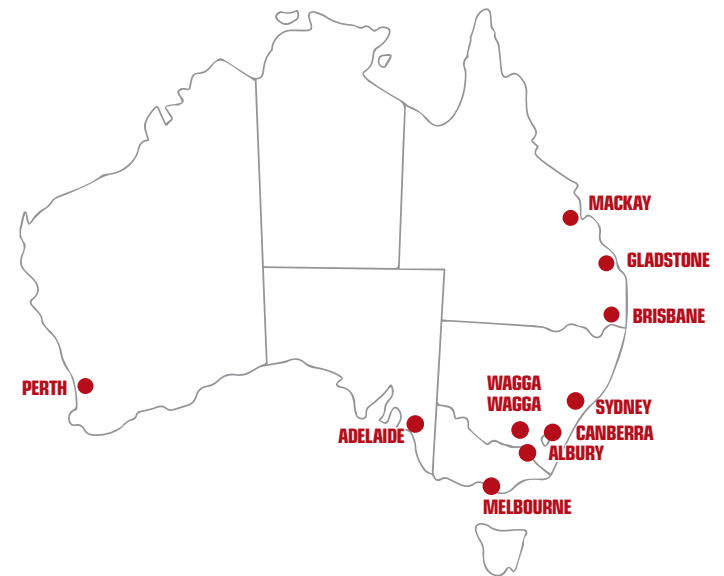 MACKAY
GLADSTONE
BRISBANE
PERTH
WAGGA
WAGGA
SYDNEY
ADELAIDE
CANBERRA
ALBURY
MELBOURNE